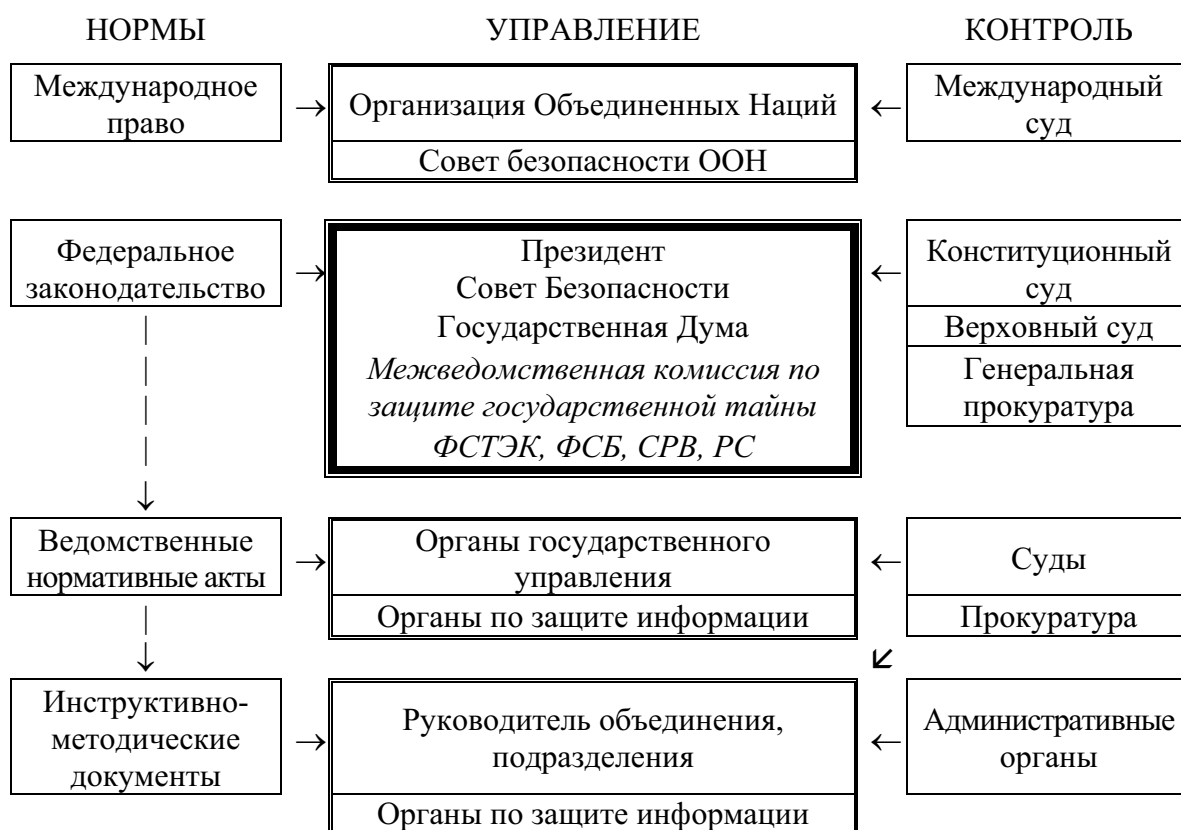 НОРМЫ
УПРАВЛЕНИЕ
КОНТРОЛЬ
Международное
право
→
Организация Объединенных Наций
Совет безопасности ООН
←
Международный
суд
Федеральное
законодательство
→
Президент
Совет Безопасности
Государственная Дума
Межведомственная комиссия по
защите государственной тайны
ФСТЭК, ФСБ, СРВ, РС
←
Конституционный
суд
Верховный суд
Генеральная
прокуратура
Ведомственные
нормативные акты
→
Органы государственного
управления
Органы по защите информации
←
Суды
Прокуратура
Инструктивно-
методические
документы
→
Руководитель объединения,
подразделения
Органы по защите информации
←
Административные
органы